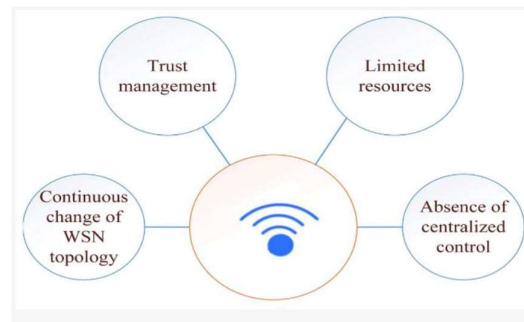 Trust
management
Limited
resources
Continuous
change of
WSN
topology
Absence of
centralized
control